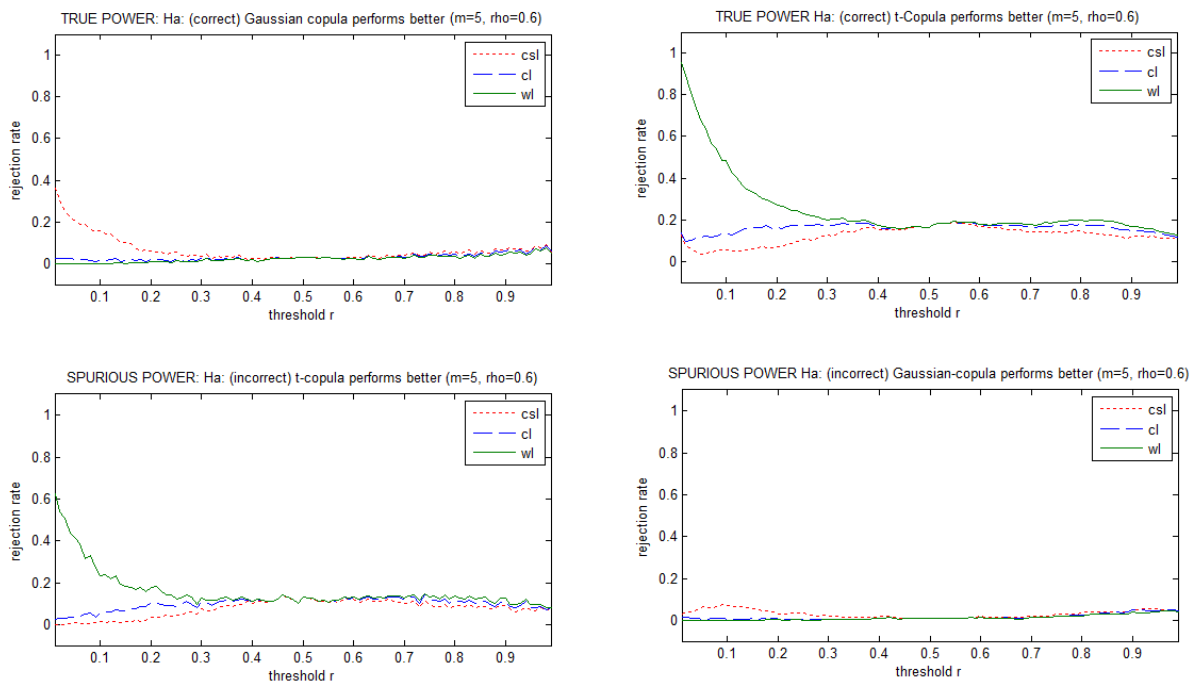 TRUE POWER: Ha: (correct) Gaussian copula performs better (m=5, rho=0.6)
1
0.8
0.6
0.4
0.2
0
rejection rate
csl
cl
wl
0.1 0.2 0.3 0.4 0.5 0.6 0.7 0.8 0.9
threshold r
TRUE POWER Ha: (correct) t-Copula performs better (m=5, rho=0.6)
1
0.8
0.6
0.4
0.2
0
rejection rate
csl
cl
wl
0.1 0.2 0.3 0.4 0.5 0.6 0.7 0.8 0.9
threshold r
SPURIOUS POWER: Ha: (incorrect) t-copula performs better (m=5, rho=0.6)
1
0.8
0.6
0.4
0.2
0
rejection rate
csl
cl
wl
0.1 0.2 0.3 0.4 0.5 0.6 0.7 0.8 0.9
threshold r
SPURIOUS POWER Ha: (incorrect) Gaussian-copula performs better (m=5, rho=0.6)
1
0.8
0.6
0.4
0.2
0
rejection rate
csl
cl
wl
0.1 0.2 0.3 0.4 0.5 0.6 0.7 0.8 0.9
threshold r